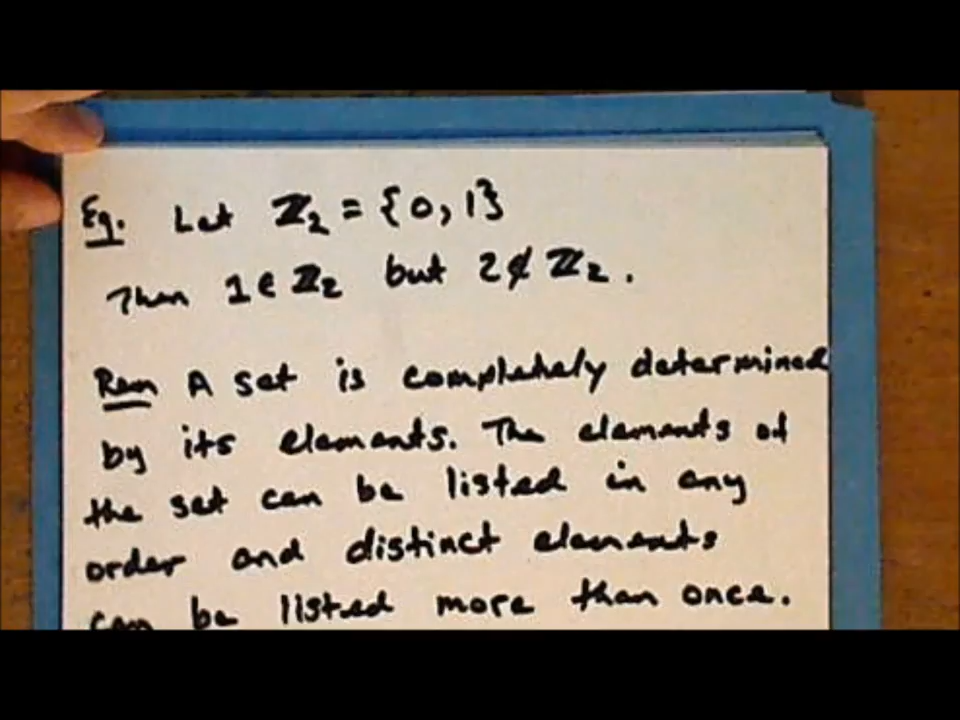 Eg. Let ℤ₂ = {0, 1}
Then 1 ∈ ℤ₂ but 2 ∉ ℤ₂.
Rem A set is completely determined
by its elements. The elements of
the set can be listed in any
order and distinct elements
can be listed more than once.